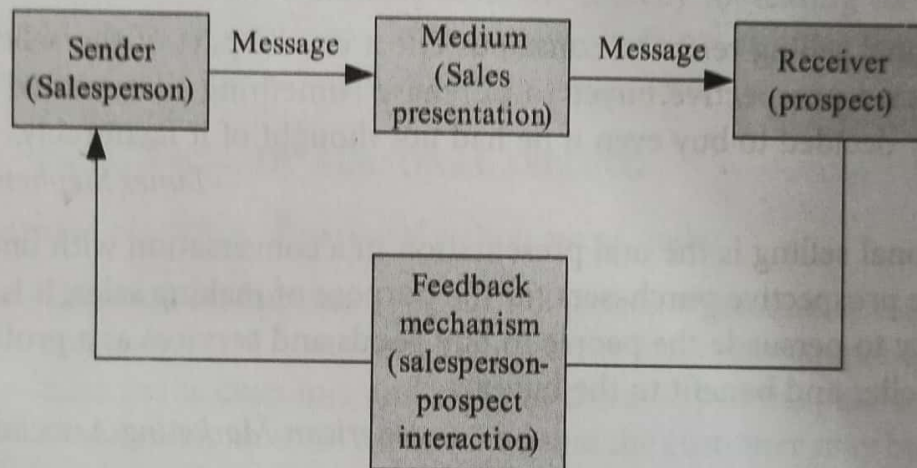 Sender
(Salesperson)
Message
Medium
(Sales
presentation)
Message
Receiver
(prospect)
Feedback
mechanism
(salesperson-
prospect
interaction)